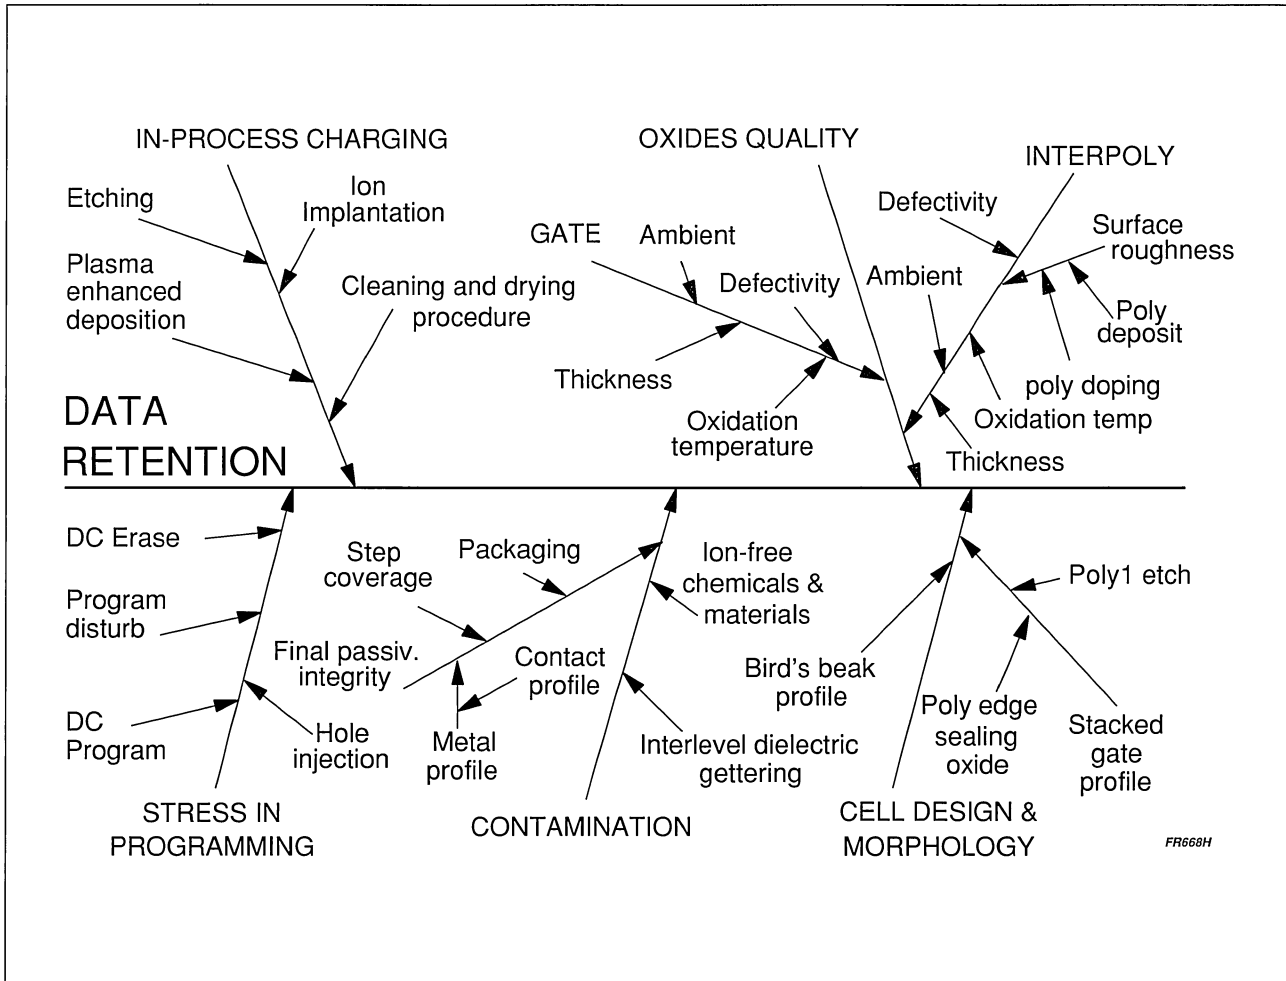 IN-PROCESS CHARGING
Etching
Ion
Implantation
Plasma
enhanced
deposition
Cleaning and drying
procedure
OXIDES QUALITY
GATE
Ambient
Defectivity
Thickness
Oxidation
temperature
INTERPOLY
Defectivity
Surface
roughness
Ambient
Poly
deposit
poly doping
Oxidation temp
Thickness
DATA
RETENTION
DC Erase
Program
disturb
DC
Program
Hole
injection
STRESS IN
PROGRAMMING
Step
coverage
Packaging
Final passiv.
integrity
Contact
profile
Metal
profile
Ion-free
chemicals &
materials
Interlevel dielectric
gettering
CONTAMINATION
Bird's beak
profile
Poly1 etch
Poly edge
sealing
oxide
Stacked
gate
profile
CELL DESIGN &
MORPHOLOGY
FR668H